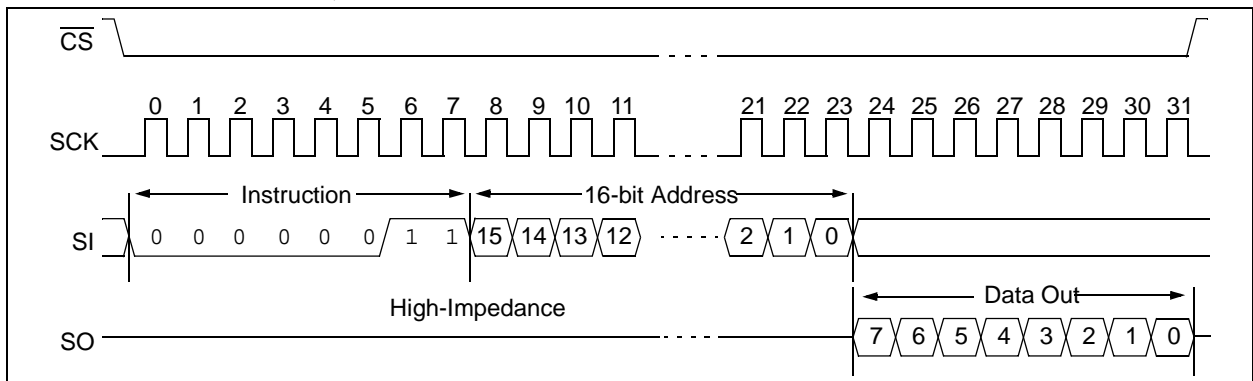 CS
0 1 2 3 4 5 6 7 8 9 10 11 21 22 23 24 25 26 27 28 29 30 31
SCK
Instruction 16-bit Address
SI 0 0 0 0 0 0 1 1 15 14 13 12 2 1 0
High-Impedance Data Out
SO 7 6 5 4 3 2 1 0